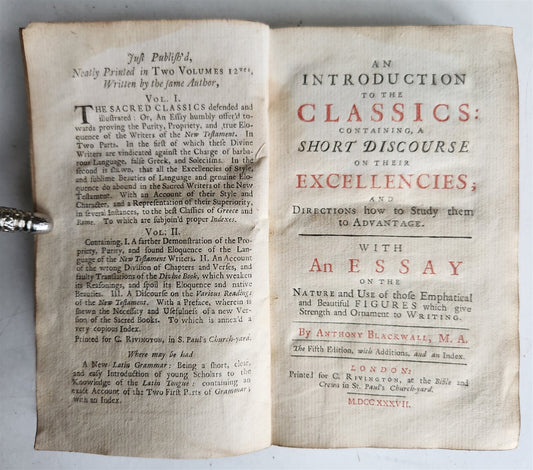 Just Publish'd,
Neatly Printed in Two Volumes 12ves,
Written by the same Author,
VOL. I.
THE SACRED CLASSICS defended and
illustrated: Or, An Essay humbly offer'd to-
wards proving the Purity, Propriety, and true Elo-
quence of the Writers of the New Testament. In
Two Parts. In the first of which these Divine
Writers are vindicated against the Charge of barba-
rous Language, false Greek, and Solecisms. In the
second is shewn, that all the Excellencies of Style,
and sublime Beauties of Language and genuine Elo-
quence do abound in the Sacred Writers of the New
Testament. With an Account of their Style and
Character, and a Representation of their Superiority,
in several Instances, to the best Classics of Greece and
Rome. To which are subjoin'd proper Indexes.
VOL. II.
Containing, I. A farther Demonstration of the Pro-
priety, Purity, and sound Eloquence of the Lan-
guage of the New Testament Writers. II. An Account
of the wrong Division of Chapters and Verses, and
faulty Translations of the Divine Book, which weaken
its Reasonings, and spoil its Eloquence and native
Beauties. III. A Discourse on the Various Readings
of the New Testament. With a Preface, wherein is
shewn the Necessity and Usefulness of a new Ver-
sion of the Sacred Books. To which is annex'd a
very copious Index.
Printed for C. RIVINGTON, in S. Paul's Church-yard.
Where may be had
A New Latin Grammar: Being a short, clear,
and easy Introduction of young Scholars to the
Knowledge of the Latin Tongue: containing an
exact Account of the Two First Parts of Grammar,
with an Index.
AN
INTRODUCTION
TO THE
CLASSICS:
CONTAINING, A
SHORT DISCOURSE
ON THEIR
EXCELLENCIES;
AND
DIRECTIONS how to Study them
to ADVANTAGE.
WITH
An ESSAY
ON THE
NATURE and USE of those Emphatical
and Beautiful FIGURES which give
Strength and Ornament to WRITING.
By ANTHONY BLACKWALL, M. A.
The Fifth Edition, with Additions, and an Index.
LONDON:
Printed for C. RIVINGTON, at the Bible and
Crown in St. Paul's Church-yard.
M.DCC.XXXVII.